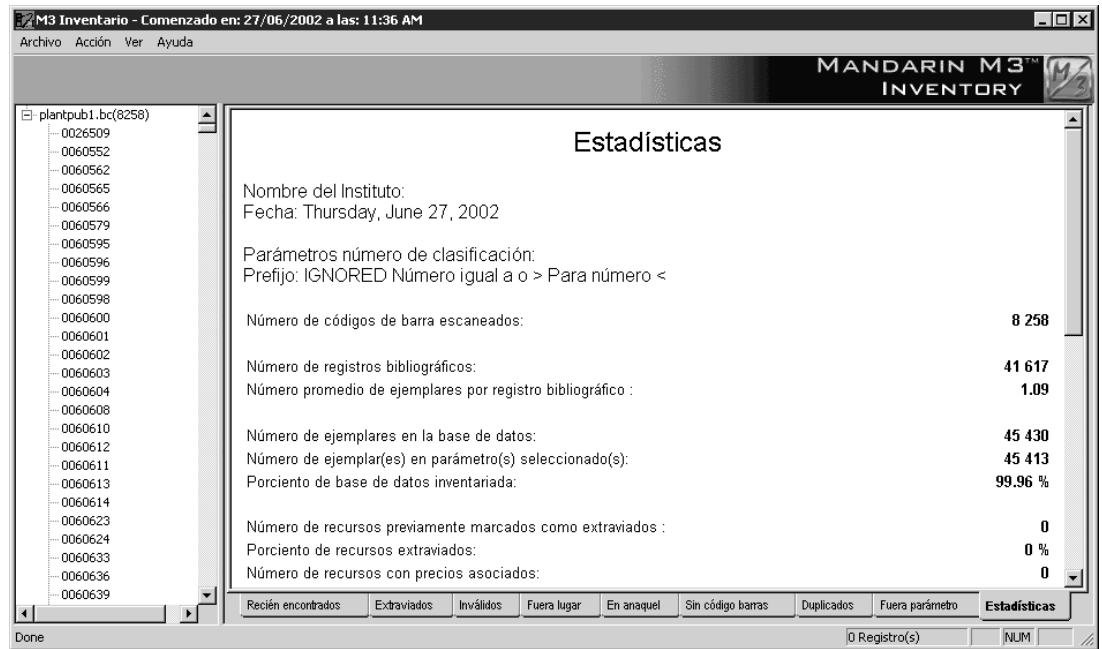 M3 Inventario - Comenzado en: 27/06/2002 a las: 11:36 AM
Archivo Acción Ver Ayuda
MANDARIN M3™
INVENTORY
M3
plantpub1.bc(8258)
0026509
0060552
0060562
0060565
0060566
0060579
0060595
0060596
0060599
0060598
0060600
0060601
0060602
0060603
0060604
0060608
0060610
0060612
0060611
0060613
0060614
0060623
0060624
0060633
0060636
0060639
Estadísticas
Nombre del Instituto:
Fecha: Thursday, June 27, 2002
Parámetros número de clasificación:
Prefijo: IGNORED Número igual a o > Para número <
Número de códigos de barra escaneados: 8 258
Número de registros bibliográficos: 41 617
Número promedio de ejemplares por registro bibliográfico : 1.09
Número de ejemplares en la base de datos: 45 430
Número de ejemplar(es) en parámetro(s) seleccionado(s): 45 413
Porciento de base de datos inventariada: 99.96 %
Número de recursos previamente marcados como extraviados : 0
Porciento de recursos extraviados: 0 %
Número de recursos con precios asociados: 0
Recién encontrados Extraviados Inválidos Fuera lugar En anaquel Sin código barras Duplicados Fuera parámetro Estadísticas
Done 0 Registro(s) NUM